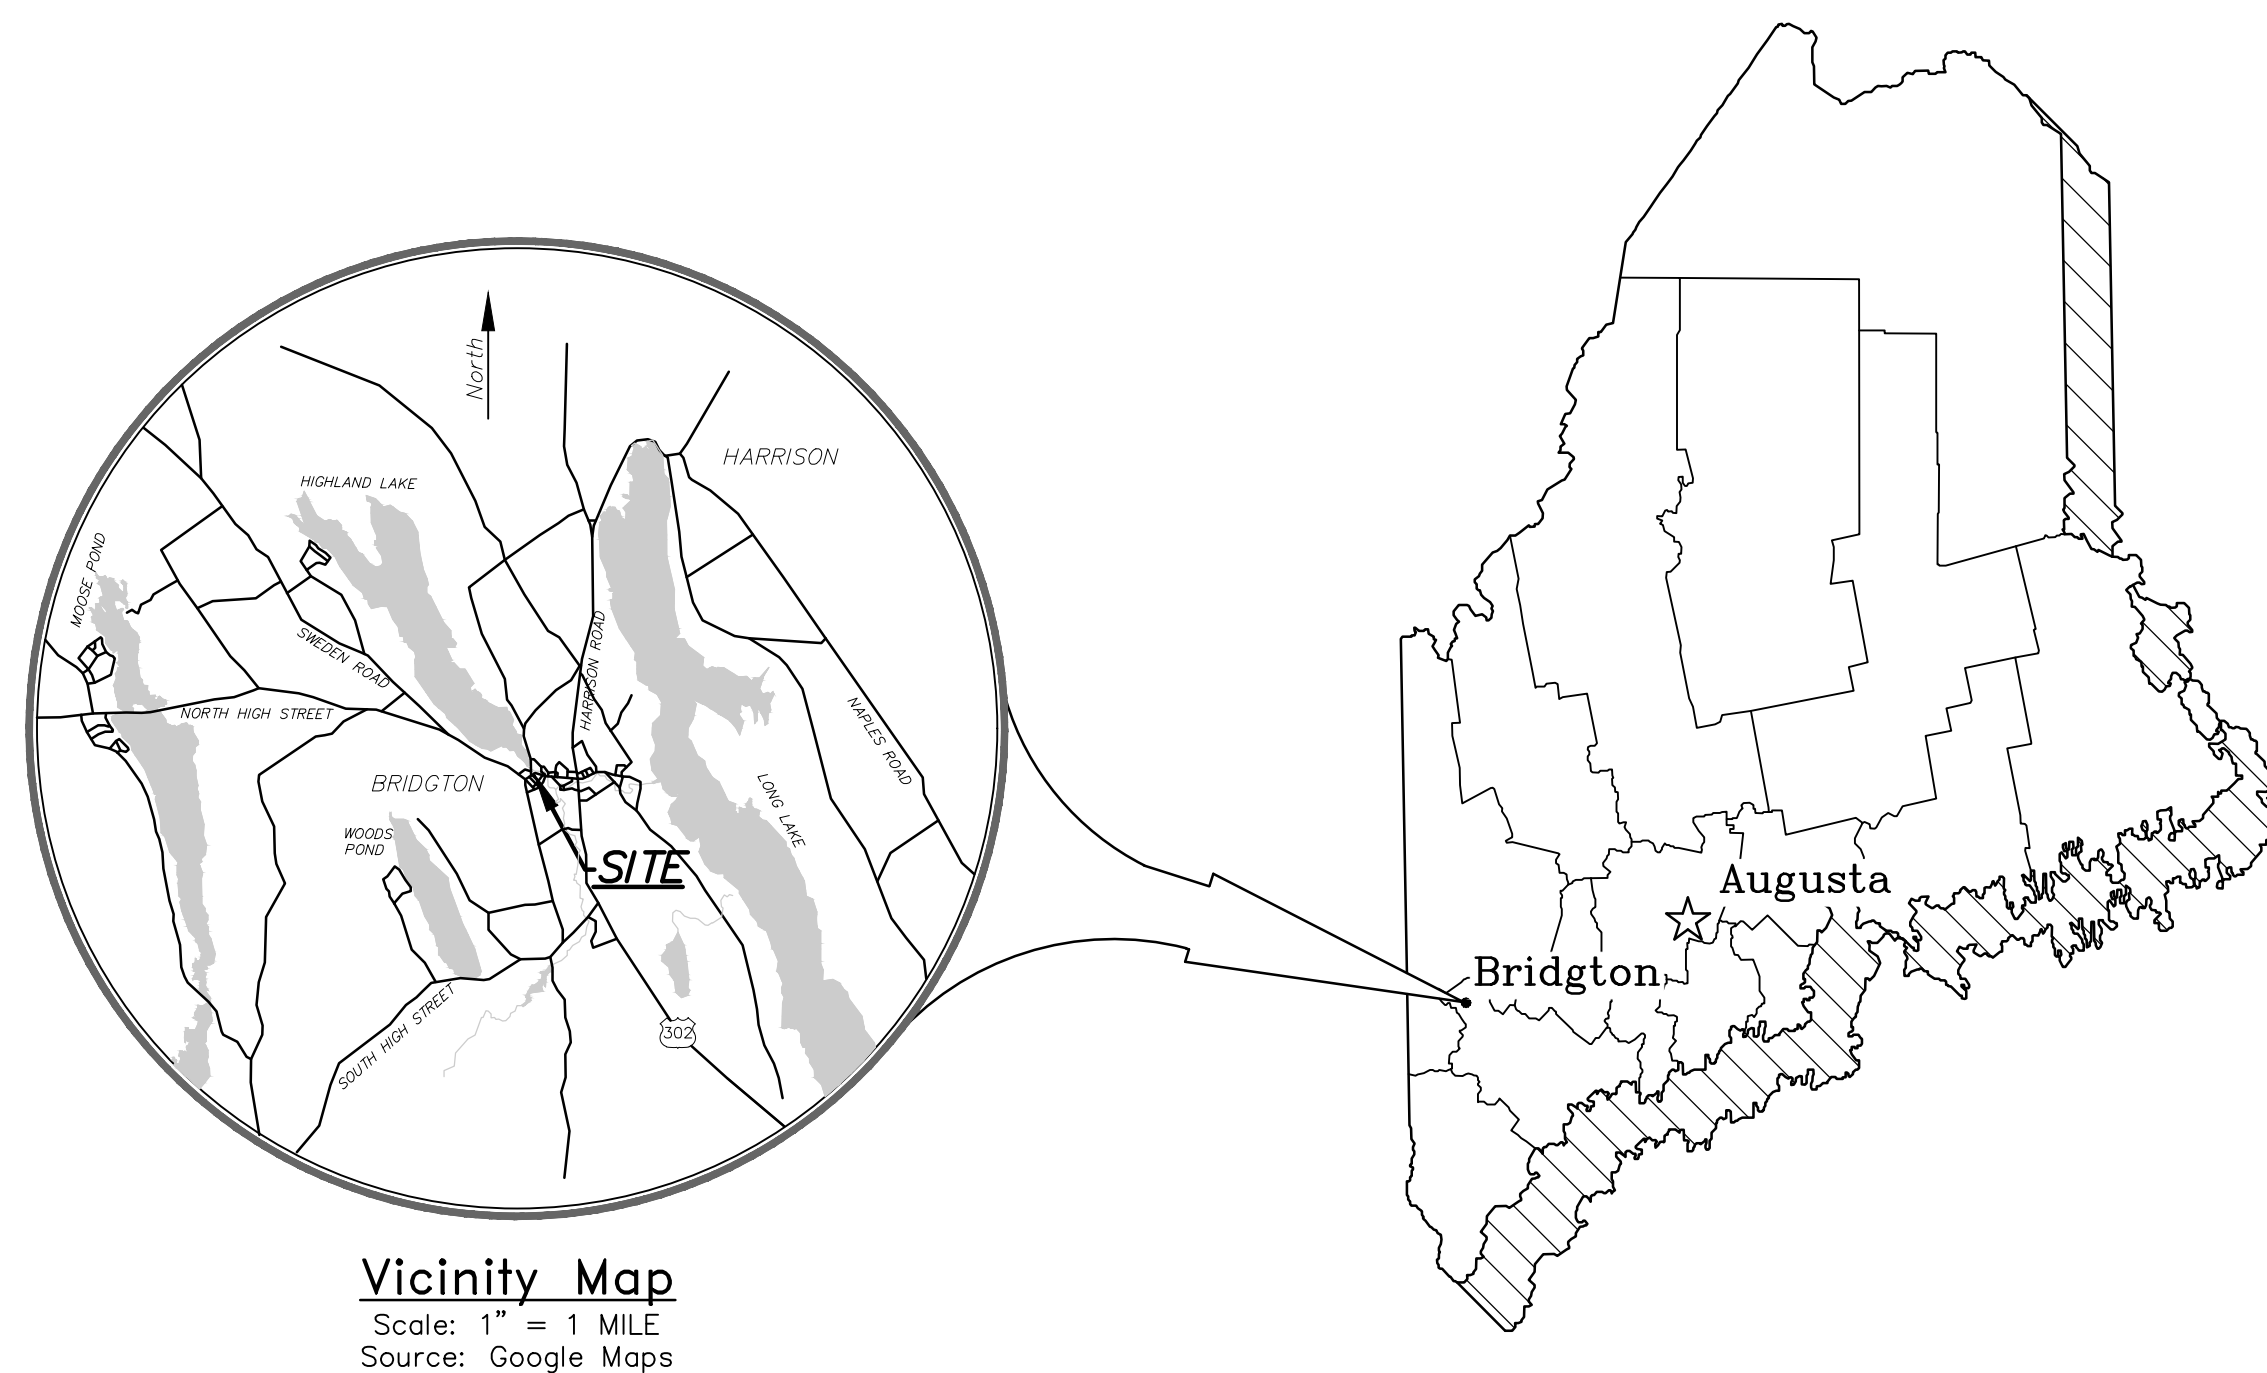 North
HARRISON
HIGHLAND LAKE
MOOSE POND
SWEDEN ROAD
HARRISON ROAD
NORTH HIGH STREET
NAPLES ROAD
BRIDGTON
LONG LAKE
WOODS
POND
SITE
SOUTH HIGH STREET
302
Augusta
Bridgton
Vicinity Map
Scale: 1" = 1 MILE
Source: Google Maps